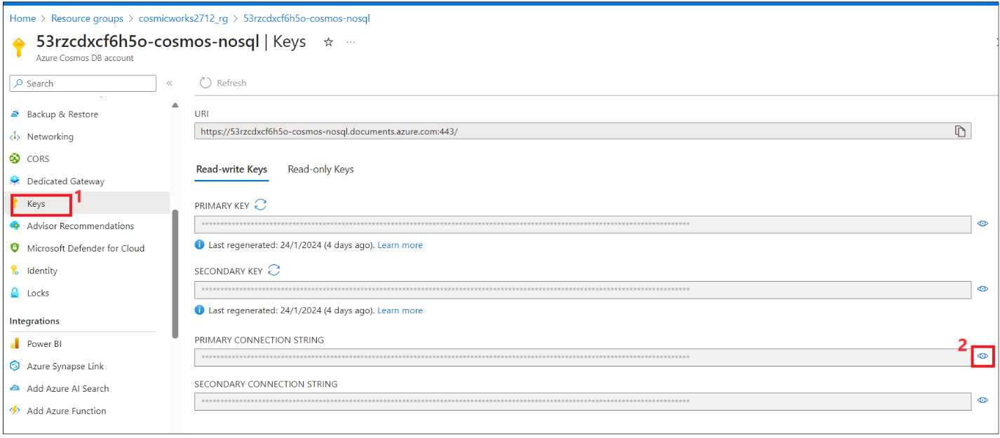 Home > Resource groups > cosmicworks2712_rg > 53rzcdxcf6h5o-cosmos-nosql
53rzcdxcf6h5o-cosmos-nosql | Keys ☆ ...
Azure Cosmos DB account
Search «
Refresh
Backup & Restore
Networking
CORS
Dedicated Gateway
Keys
1
Advisor Recommendations
Microsoft Defender for Cloud
Identity
Locks
Integrations
Power BI
Azure Synapse Link
Add Azure AI Search
Add Azure Function
URI
https://53rzcdxcf6h5o-cosmos-nosql.documents.azure.com:443/
Read-write Keys Read-only Keys
PRIMARY KEY
Last regenerated: 24/1/2024 (4 days ago). Learn more
SECONDARY KEY
Last regenerated: 24/1/2024 (4 days ago). Learn more
PRIMARY CONNECTION STRING
2
SECONDARY CONNECTION STRING